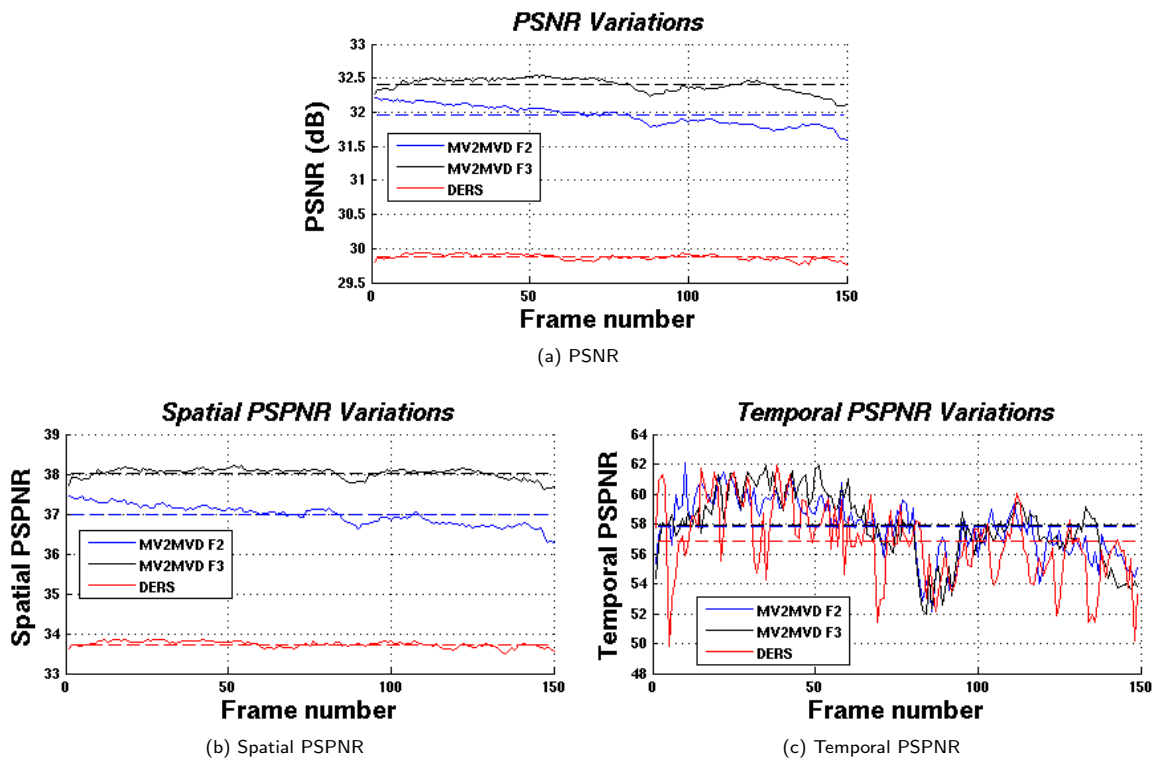 PSNR Variations
33
32.5
32
31.5
31
30.5
30
29.5
PSNR (dB)
MV2MVD F2
MV2MVD F3
DERS
0 50 100 150
Frame number
(a) PSNR
Spatial PSPNR Variations
39
38
37
36
35
34
33
Spatial PSPNR
MV2MVD F2
MV2MVD F3
DERS
0 50 100 150
Frame number
(b) Spatial PSPNR
Temporal PSPNR Variations
64
62
60
58
56
54
52
50
48
Temporal PSPNR
MV2MVD F2
MV2MVD F3
DERS
0 50 100 150
Frame number
(c) Temporal PSPNR